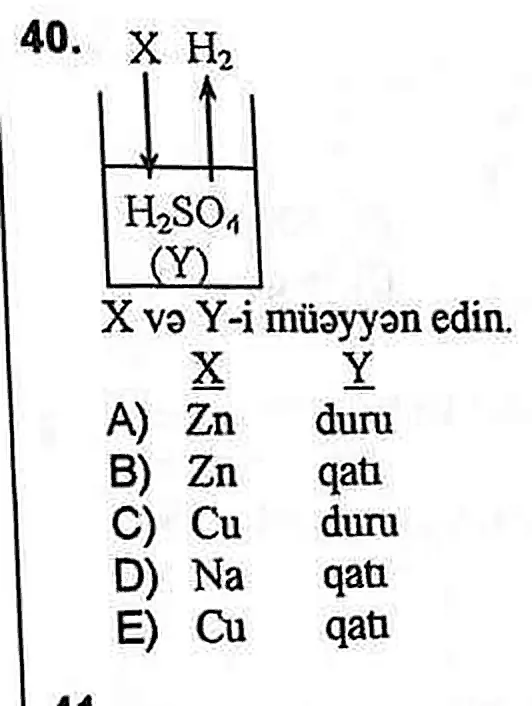 40. X H₂
H₂SO₄
(Y)
X və Y-i müəyyən edin.
X Y
A) Zn duru
B) Zn qatı
C) Cu duru
D) Na qatı
E) Cu qatı